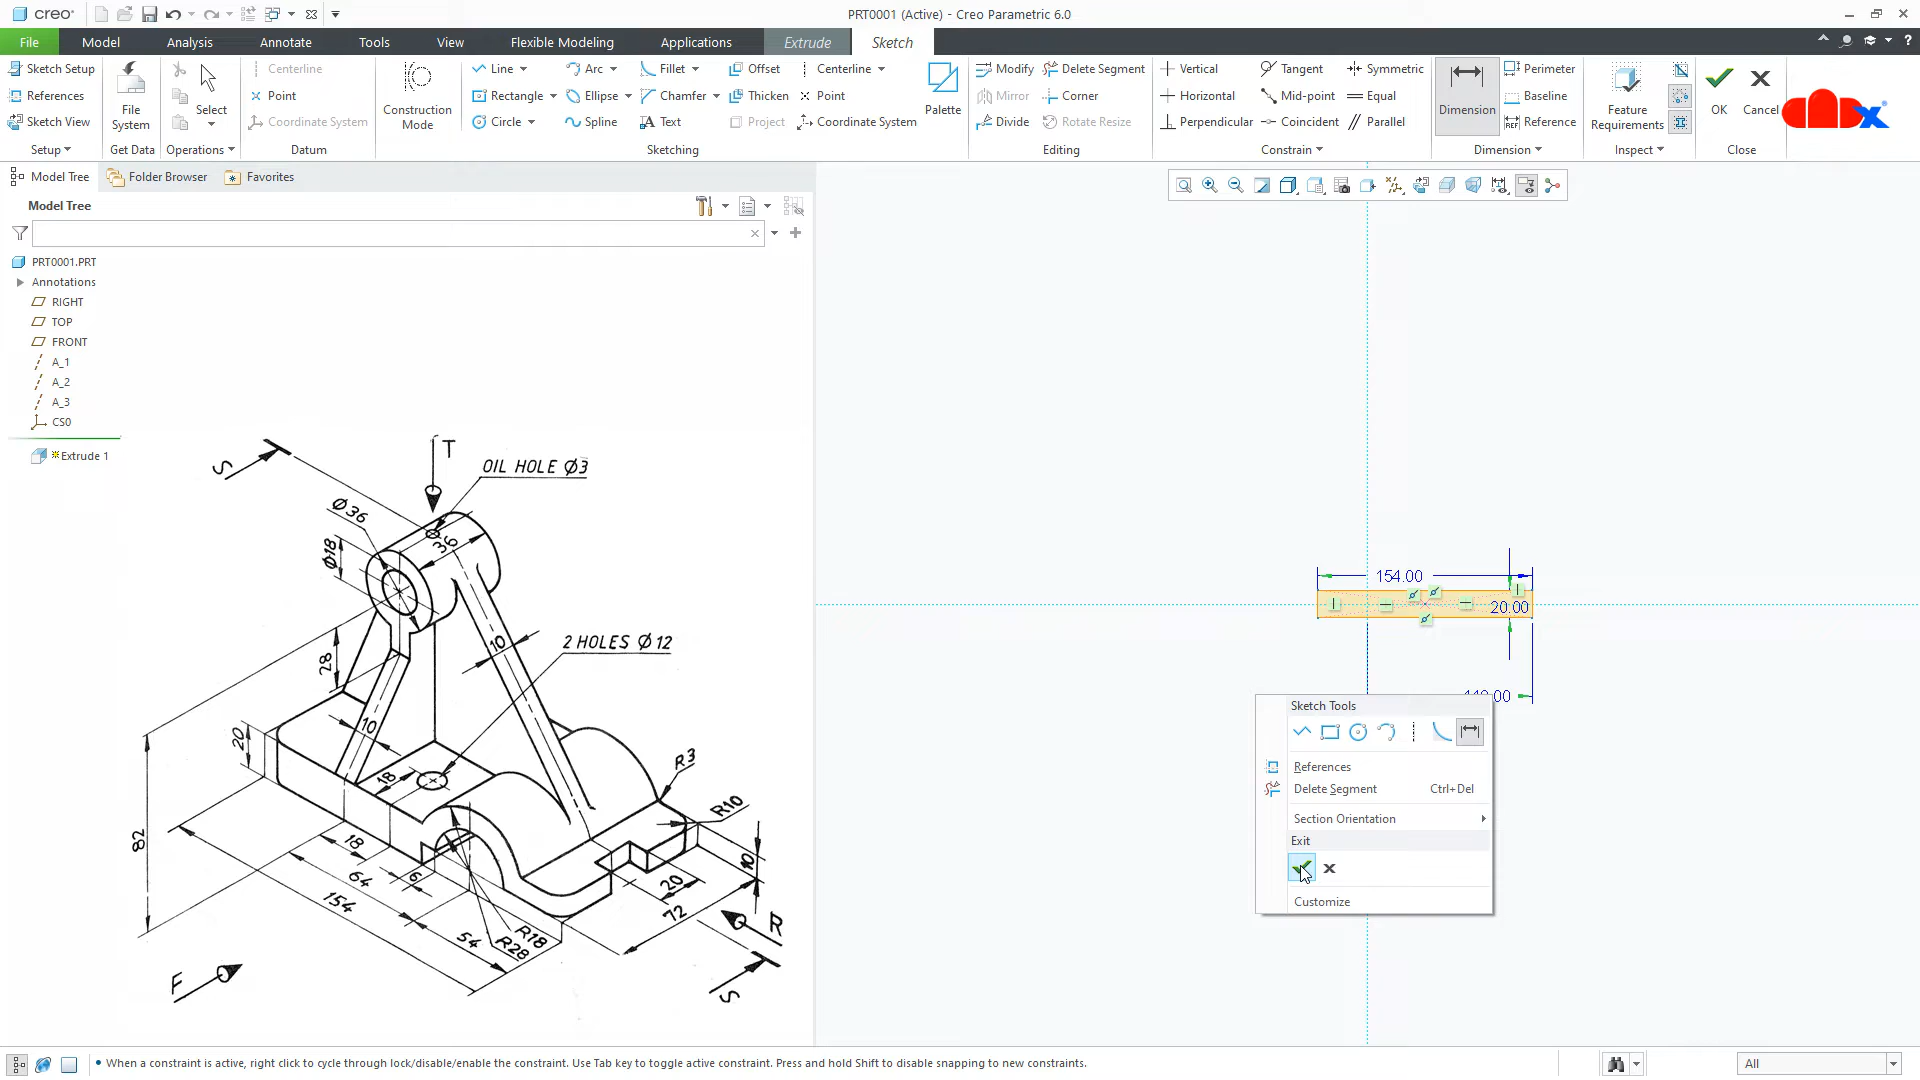 creo
PRT0001 (Active) - Creo Parametric 6.0
File
Model
Analysis
Annotate
Tools
View
Flexible Modeling
Applications
Extrude
Sketch
Sketch Setup
References
Sketch View
Setup
File System
Get Data
Select
Operations
Centerline
Point
Coordinate System
Datum
Construction Mode
Line
Rectangle
Circle
Arc
Ellipse
Spline
Fillet
Chamfer
Text
Offset
Thicken
Project
Centerline
Point
Coordinate System
Palette
Sketching
Modify
Mirror
Divide
Delete Segment
Corner
Rotate Resize
Editing
Vertical
Horizontal
Perpendicular
Tangent
Mid-point
Coincident
Symmetric
Equal
Parallel
Constrain
Dimension
Perimeter
Baseline
Reference
Dimension
Feature Requirements
Inspect
OK
Cancel
Close
Model Tree
Folder Browser
Favorites
Model Tree
PRT0001.PRT
Annotations
RIGHT
TOP
FRONT
A_1
A_2
A_3
CS0
Extrude 1
S
T
OIL HOLE Ø3
Ø36
Ø18
36
10
2 HOLES Ø12
28
10
20
18
82
R3
R10
18
64
6
154
54
R18
R28
20
72
10
R
F
S
154.00
20.00
Sketch Tools
References
Delete Segment Ctrl+Del
Section Orientation
Exit
Customize
When a constraint is active, right click to cycle through lock/disable/enable the constraint. Use Tab key to toggle active constraint. Press and hold Shift to disable snapping to new constraints.
All